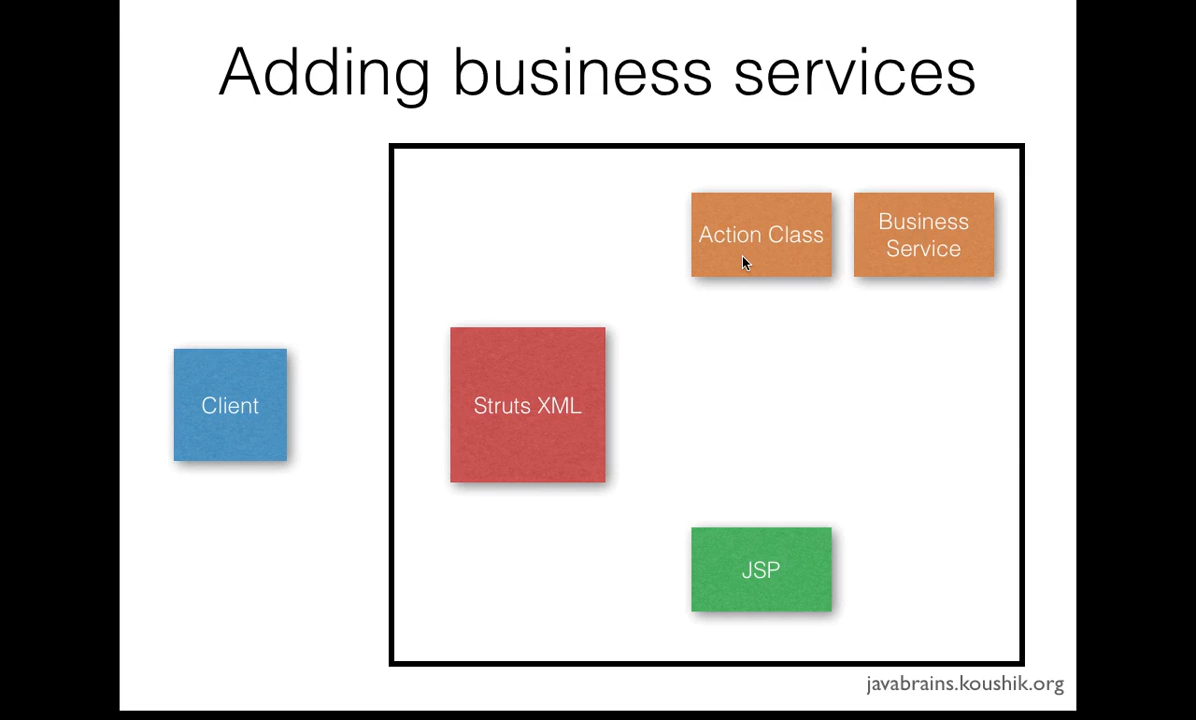 Adding business services
Action Class
Business
Service
Client
Struts XML
JSP
javabrains.koushik.org